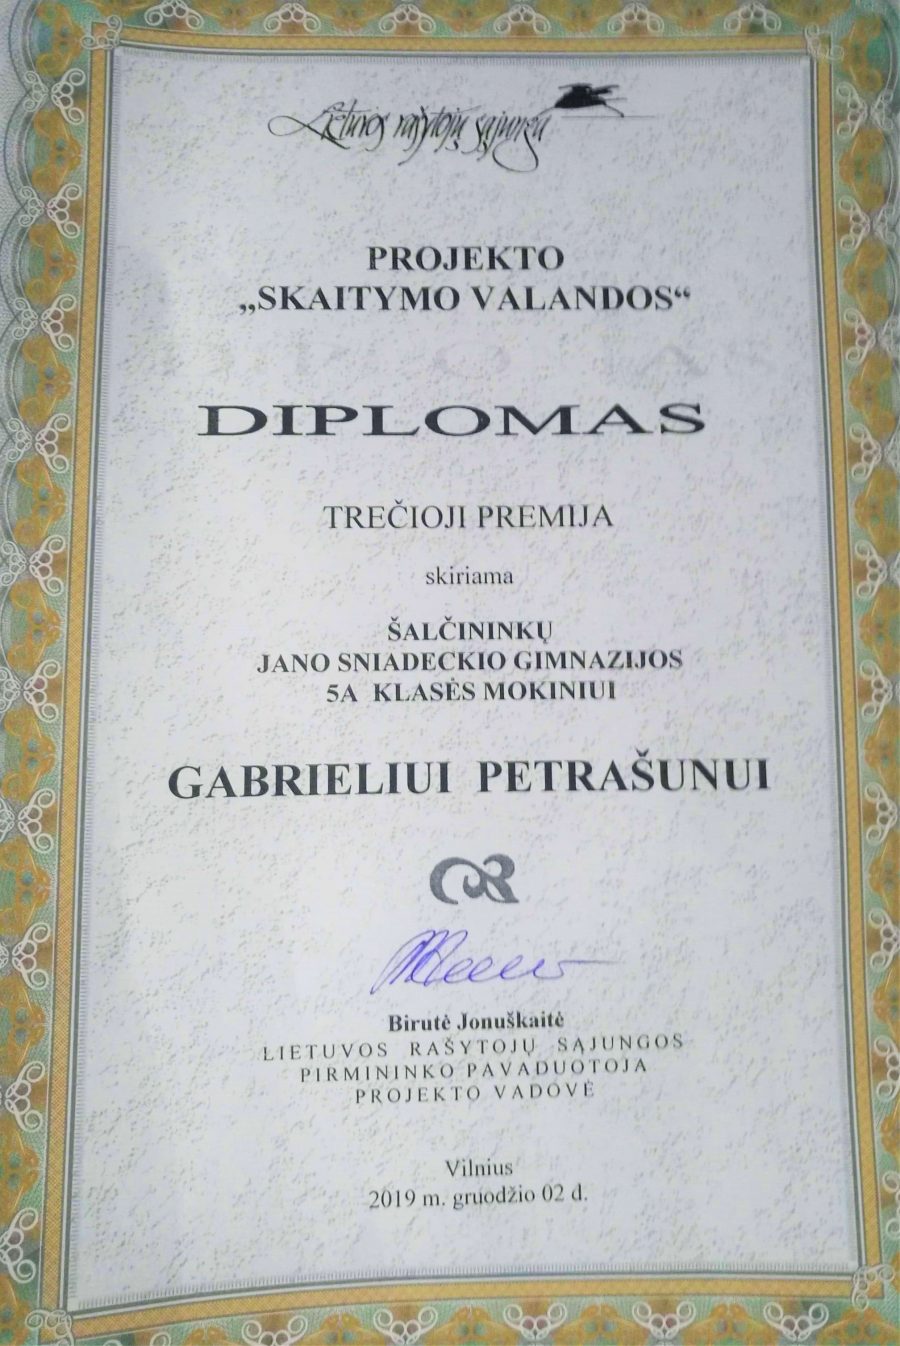 Lietuvos rašytojų sąjunga
PROJEKTO
„SKAITYMO VALANDOS“
DIPLOMAS
TREČIOJI PREMIJA
skiriama
ŠALČININKŲ
JANO SNIADECKIO GIMNAZIJOS
5A KLASĖS MOKINIUI
GABRIELIUI PETRAŠUNUI
Birutė Jonuškaitė
LIETUVOS RAŠYTOJŲ SĄJUNGOS
PIRMININKO PAVADUOTOJA
PROJEKTO VADOVĖ
Vilnius
2019 m. gruodžio 02 d.